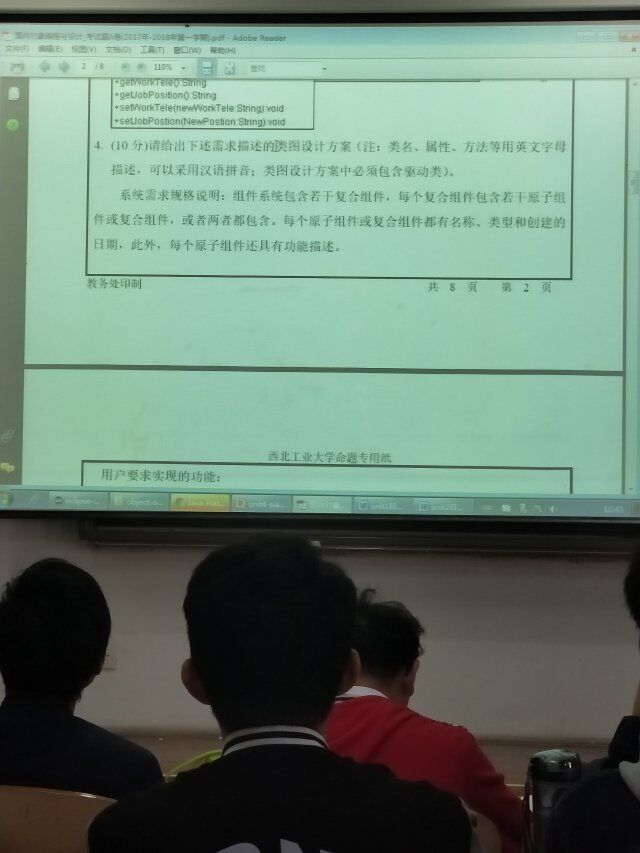 面向对象编程与设计_考试题A卷(2017年-2018年第一学期).pdf - Adobe Reader
文件(F) 编辑(E) 视图(V) 文档(O) 工具(T) 窗口(W) 帮助(H)
2 / 8 110% 查找
+getWorkTele():String
+getJobPosition():String
+setWorkTele(newWorkTele:String):void
+setJobPostion(NewPostion:String):void
4. (10 分)请给出下述需求描述的类图设计方案（注：类名、属性、方法等用英文字母
描述，可以采用汉语拼音；类图设计方案中必须包含驱动类）。
系统需求规格说明：组件系统包含若干复合组件，每个复合组件包含若干原子组
件或复合组件，或者两者都包含。每个原子组件或复合组件都有名称、类型和创建的
日期，此外，每个原子组件还具有功能描述。
教务处印制 共 8 页 第 2 页
西北工业大学命题专用纸
用户要求实现的功能：
eclipse-... object-o... Java Plat... unit4-pa... unit1... unit2... 10:43